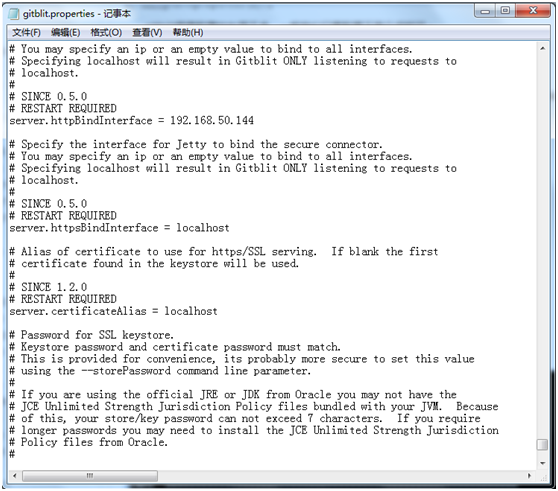 gitblit.properties - 记事本
文件(F) 编辑(E) 格式(O) 查看(V) 帮助(H)
# You may specify an ip or an empty value to bind to all interfaces.
# Specifying localhost will result in Gitblit ONLY listening to requests to
# localhost.
#
# SINCE 0.5.0
# RESTART REQUIRED
server.httpBindInterface = 192.168.50.144
# Specify the interface for Jetty to bind the secure connector.
# You may specify an ip or an empty value to bind to all interfaces.
# Specifying localhost will result in Gitblit ONLY listening to requests to
# localhost.
#
# SINCE 0.5.0
# RESTART REQUIRED
server.httpsBindInterface = localhost
# Alias of certificate to use for https/SSL serving.  If blank the first
# certificate found in the keystore will be used.
#
# SINCE 1.2.0
# RESTART REQUIRED
server.certificateAlias = localhost
# Password for SSL keystore.
# Keystore password and certificate password must match.
# This is provided for convenience, its probably more secure to set this value
# using the --storePassword command line parameter.
#
# If you are using the official JRE or JDK from Oracle you may not have the
# JCE Unlimited Strength Jurisdiction Policy files bundled with your JVM.  Because
# of this, your store/key password can not exceed 7 characters.  If you require
# longer passwords you may need to install the JCE Unlimited Strength Jurisdiction
# Policy files from Oracle.
#